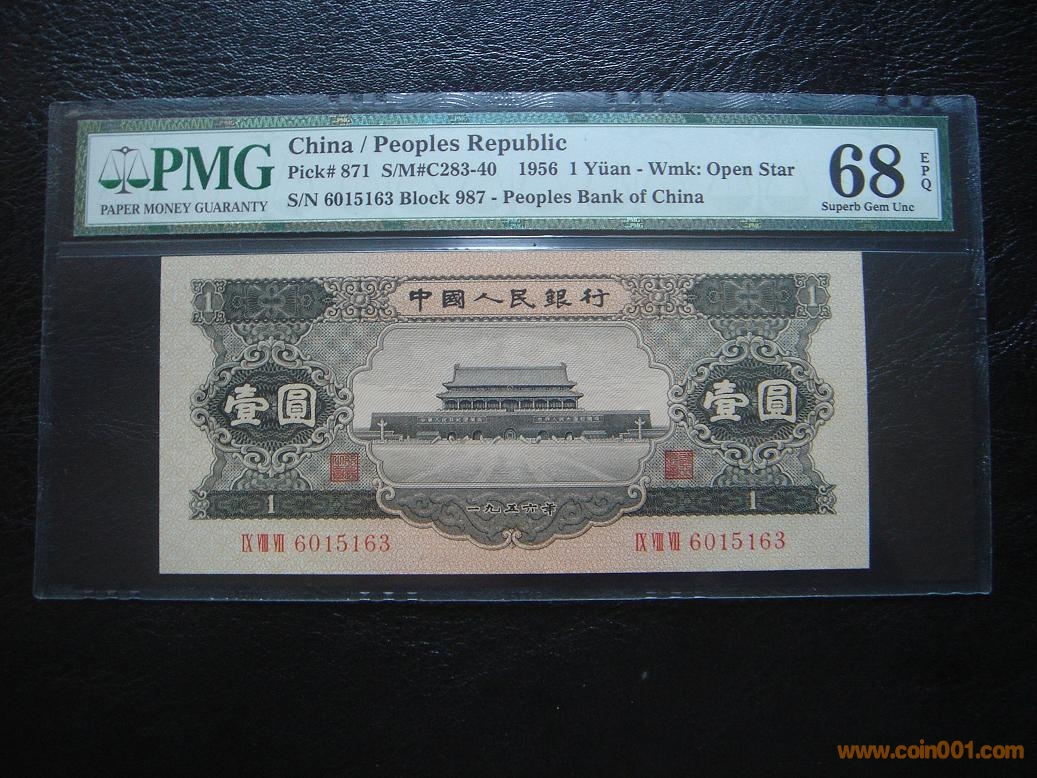 PMG
PAPER MONEY GUARANTY
China / Peoples Republic
Pick# 871 S/M#C283-40 1956 1 Yüan - Wmk: Open Star
S/N 6015163 Block 987 - Peoples Bank of China
68
EPQ
Superb Gem Unc
1
中國人民銀行
1
壹圓
壹圓
1
一九五六年
1
IX VIII VII 6015163
IX VIII VII 6015163
www.coin001.com